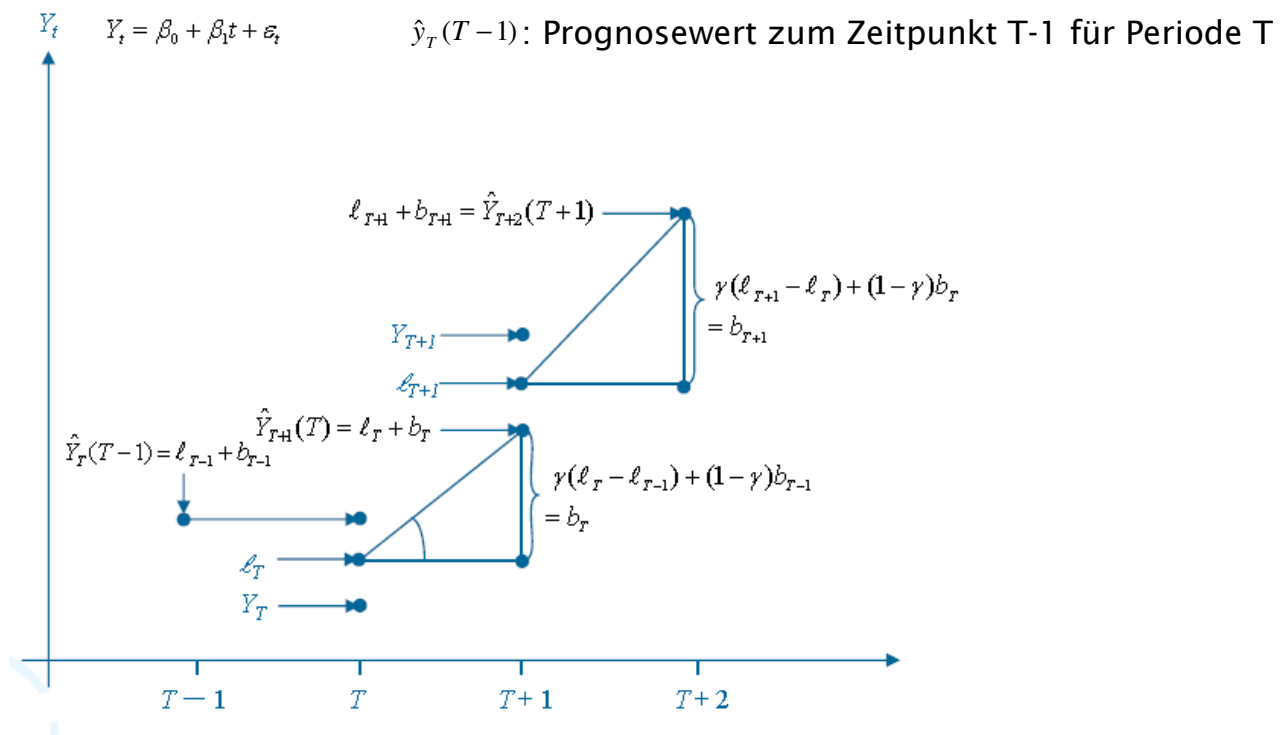 Y_t
Y_t = β_0 + β_1t + ε_t
ŷ_T(T−1): Prognosewert zum Zeitpunkt T-1 für Periode T
ℓ_{T+1} + b_{T+1} = Ŷ_{T+2}(T+1)
γ(ℓ_{T+1} − ℓ_T) + (1−γ)b_T
= b_{T+1}
Y_{T+1}
ℓ_{T+1}
Ŷ_{T+1}(T) = ℓ_T + b_T
Ŷ_T(T−1) = ℓ_{T−1} + b_{T−1}
γ(ℓ_T − ℓ_{T−1}) + (1−γ)b_{T−1}
= b_T
ℓ_T
Y_T
T−1 T T+1 T+2